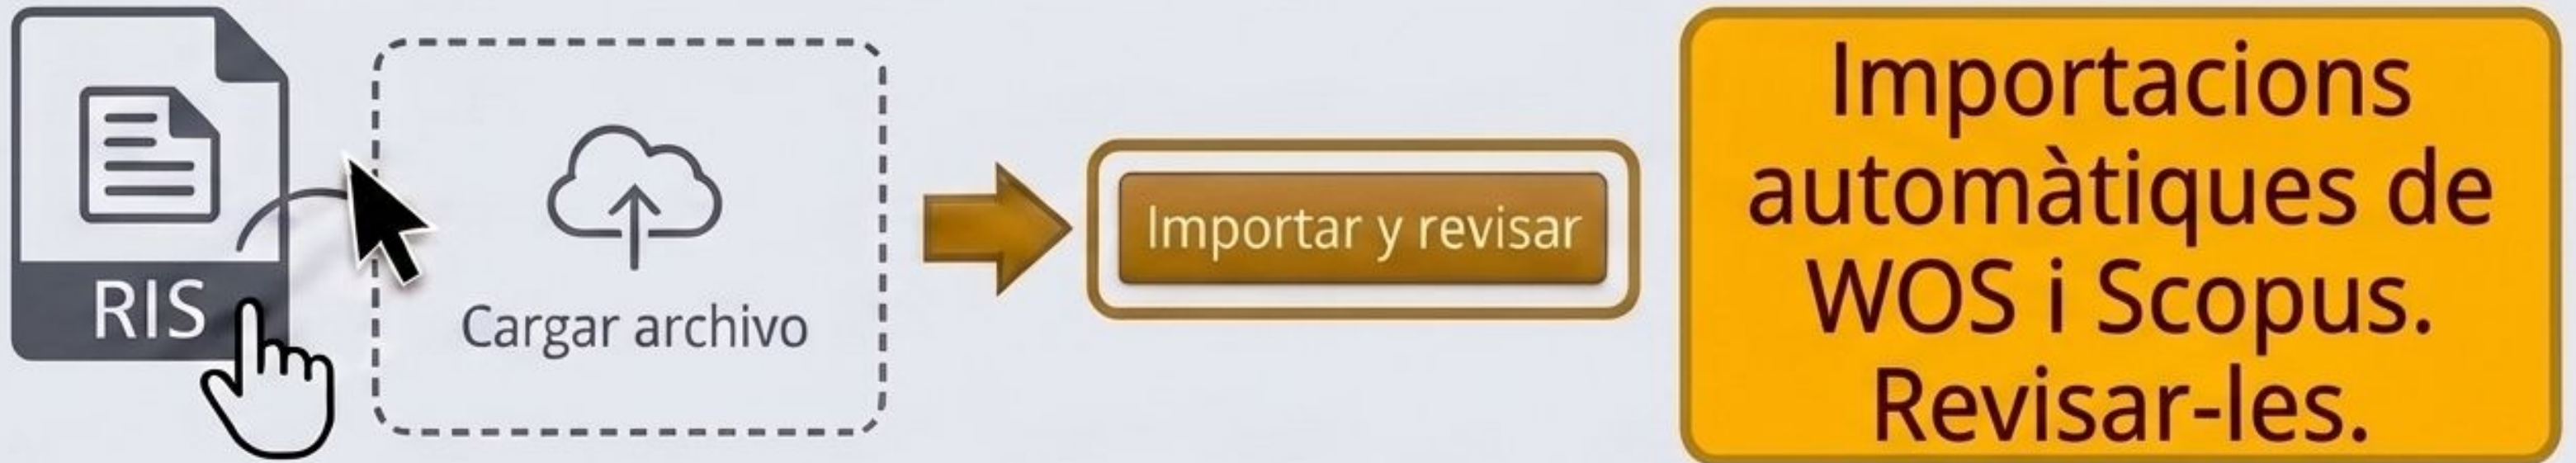 RIS
Cargar archivo
Importar y revisar
Importacions
automàtiques de
WOS i Scopus.
Revisar-les.